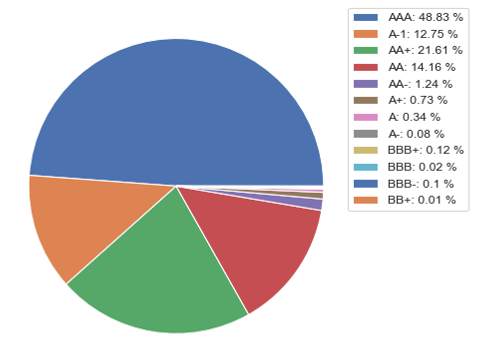 AAA: 48.83 %
A-1: 12.75 %
AA+: 21.61 %
AA: 14.16 %
AA-: 1.24 %
A+: 0.73 %
A: 0.34 %
A-: 0.08 %
BBB+: 0.12 %
BBB: 0.02 %
BBB-: 0.1 %
BB+: 0.01 %